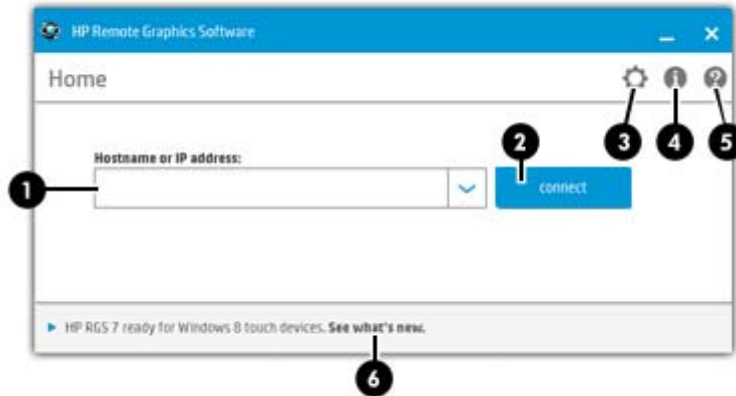 HP Remote Graphics Software
Home
3 4 5
Hostname or IP address:
2
1
connect
HP RGS 7 ready for Windows 8 touch devices. See what's new.
6